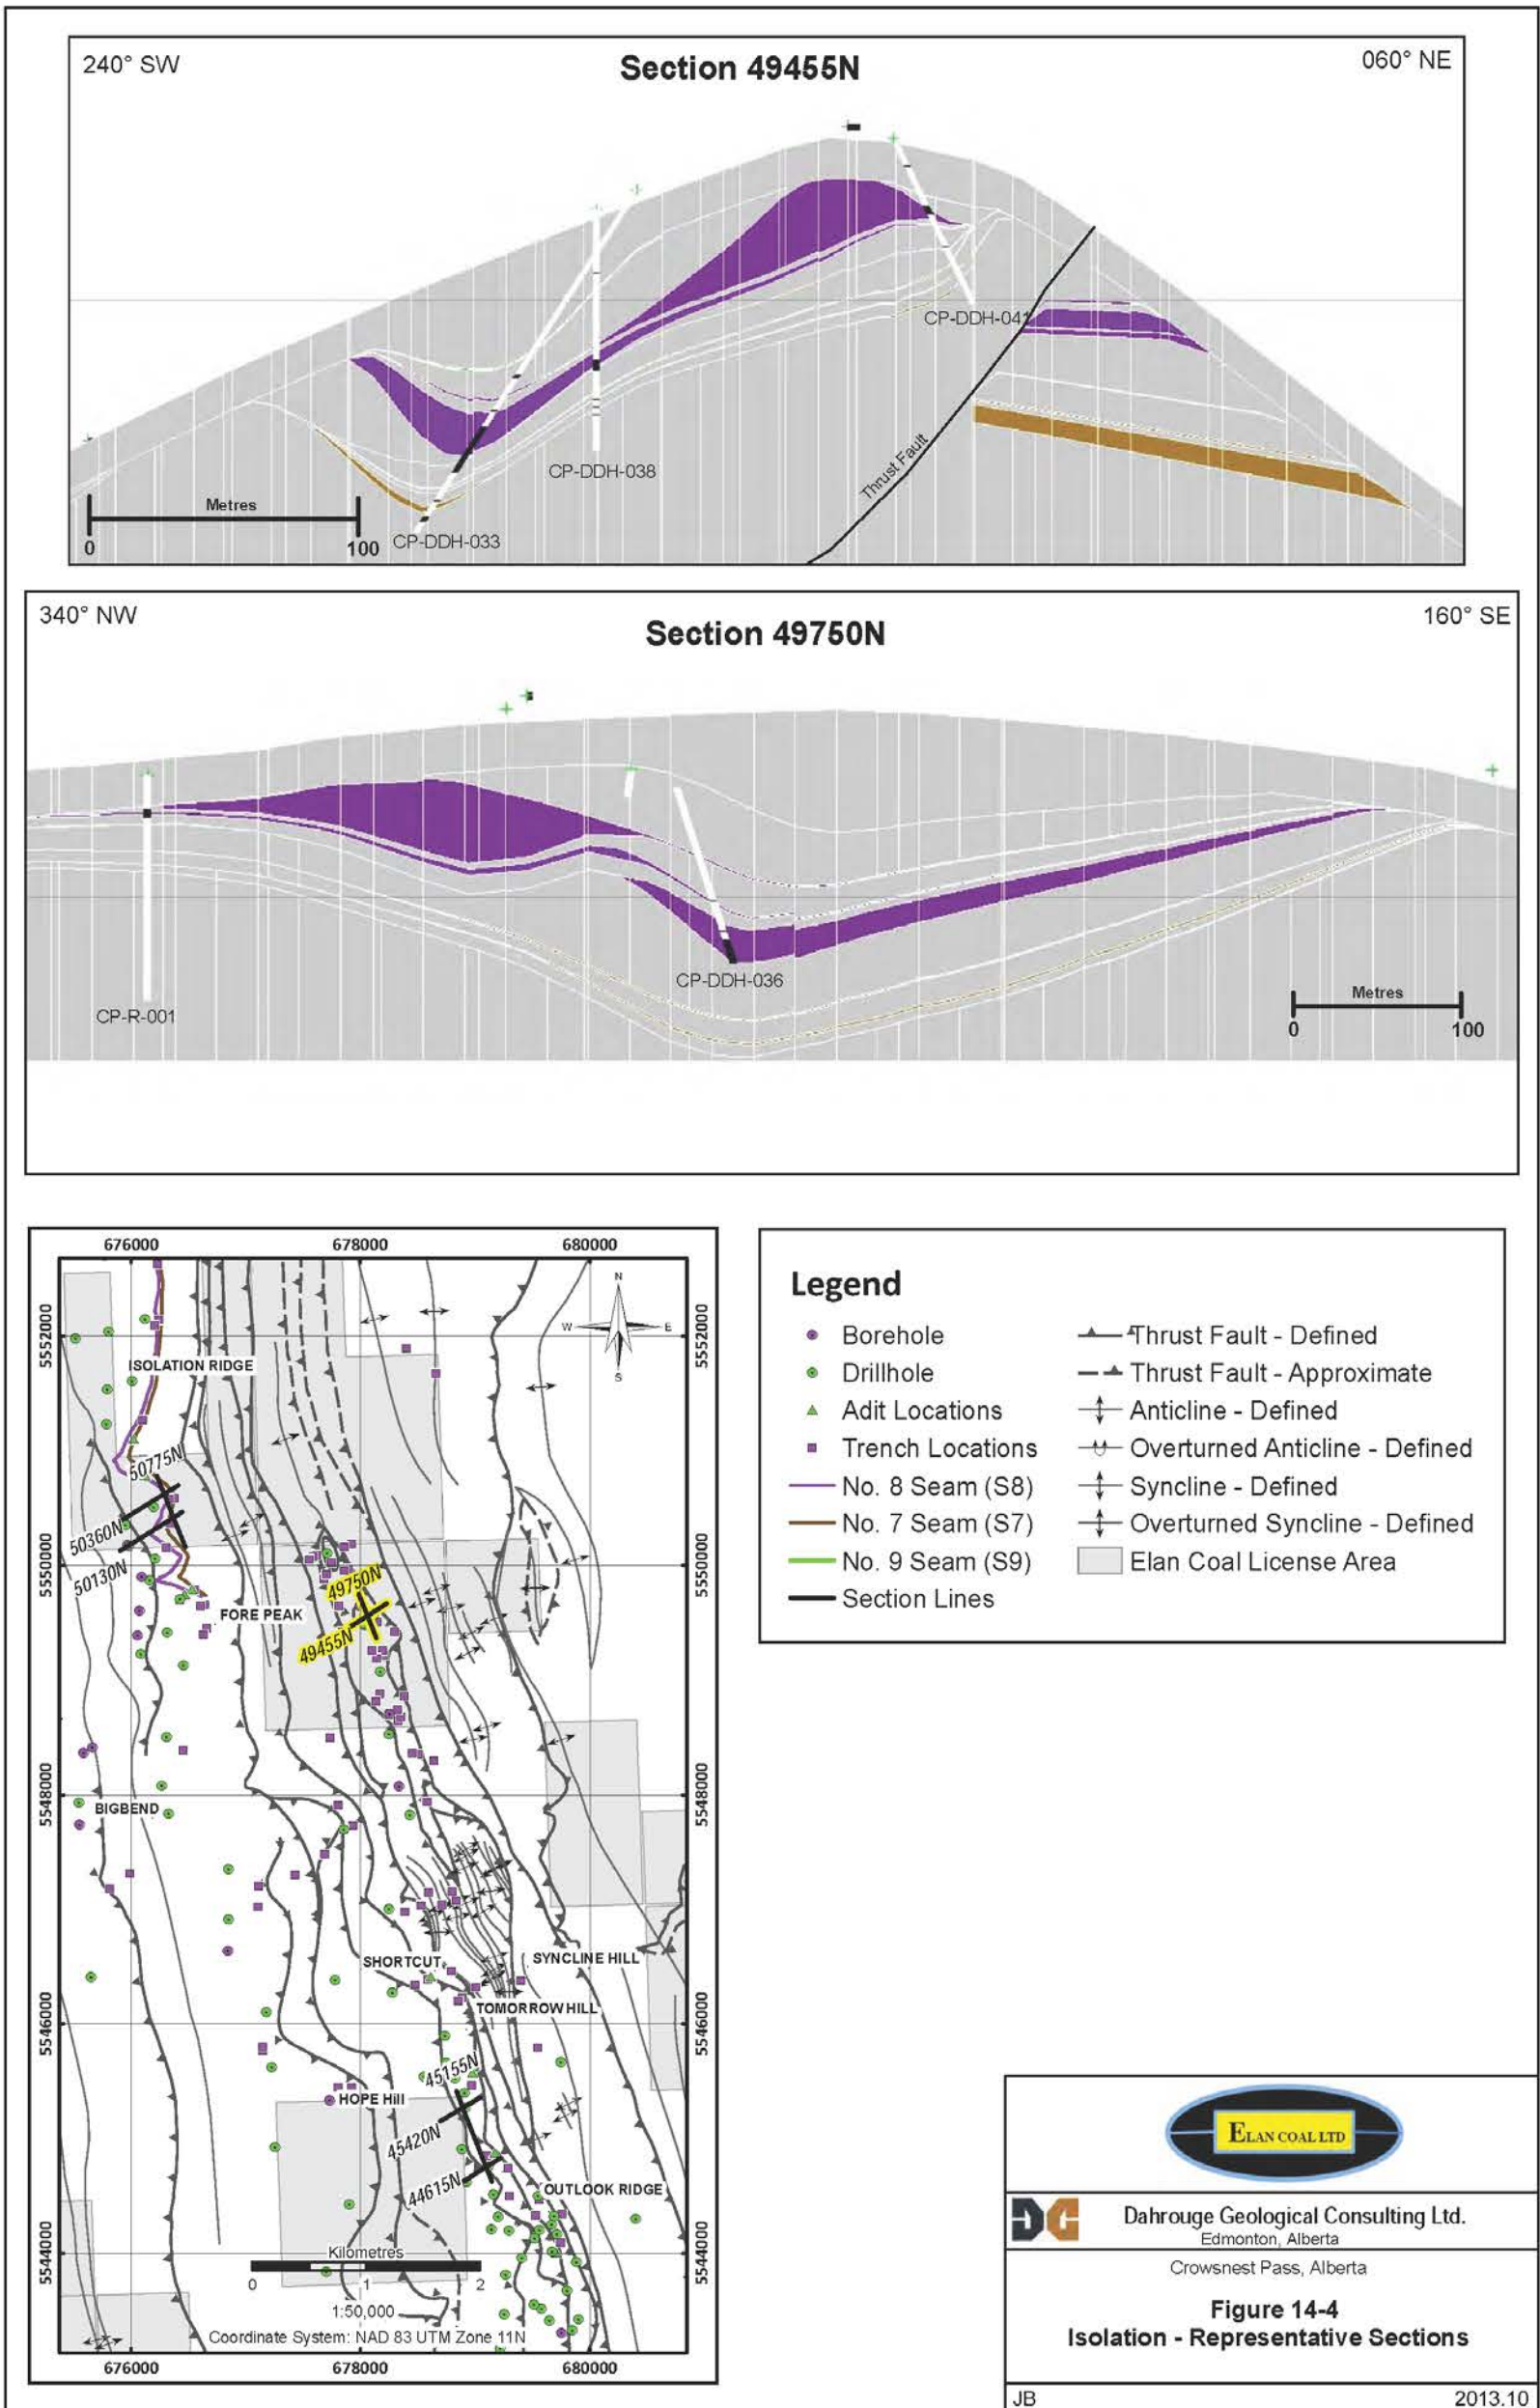 240° SW
Section 49455N
060° NE
CP-DDH-041
CP-DDH-038
Thrust Fault
Metres
0
100
CP-DDH-033
340° NW
Section 49750N
160° SE
CP-DDH-036
CP-R-001
Metres
0
100
676000
678000
680000
N
W
E
S
5552000
5552000
ISOLATION RIDGE
50775N
50360N
50130N
5550000
5550000
49750N
FORE PEAK
49455N
5548000
5548000
BIGBEND
SHORTCUT
SYNCLINE HILL
TOMORROW HILL
5546000
5546000
45155N
HOPE Hill
45420N
44615N
OUTLOOK RIDGE
5544000
5544000
Kilometres
0
1
2
1:50,000
Coordinate System: NAD 83 UTM Zone 11N
676000
678000
680000
Legend
Borehole
Drillhole
Adit Locations
Trench Locations
No. 8 Seam (S8)
No. 7 Seam (S7)
No. 9 Seam (S9)
Section Lines
Thrust Fault - Defined
Thrust Fault - Approximate
Anticline - Defined
Overturned Anticline - Defined
Syncline - Defined
Overturned Syncline - Defined
Elan Coal License Area
ELAN COAL LTD
DC
Dahrouge Geological Consulting Ltd.
Edmonton, Alberta
Crowsnest Pass, Alberta
Figure 14-4
Isolation - Representative Sections
JB
2013.10